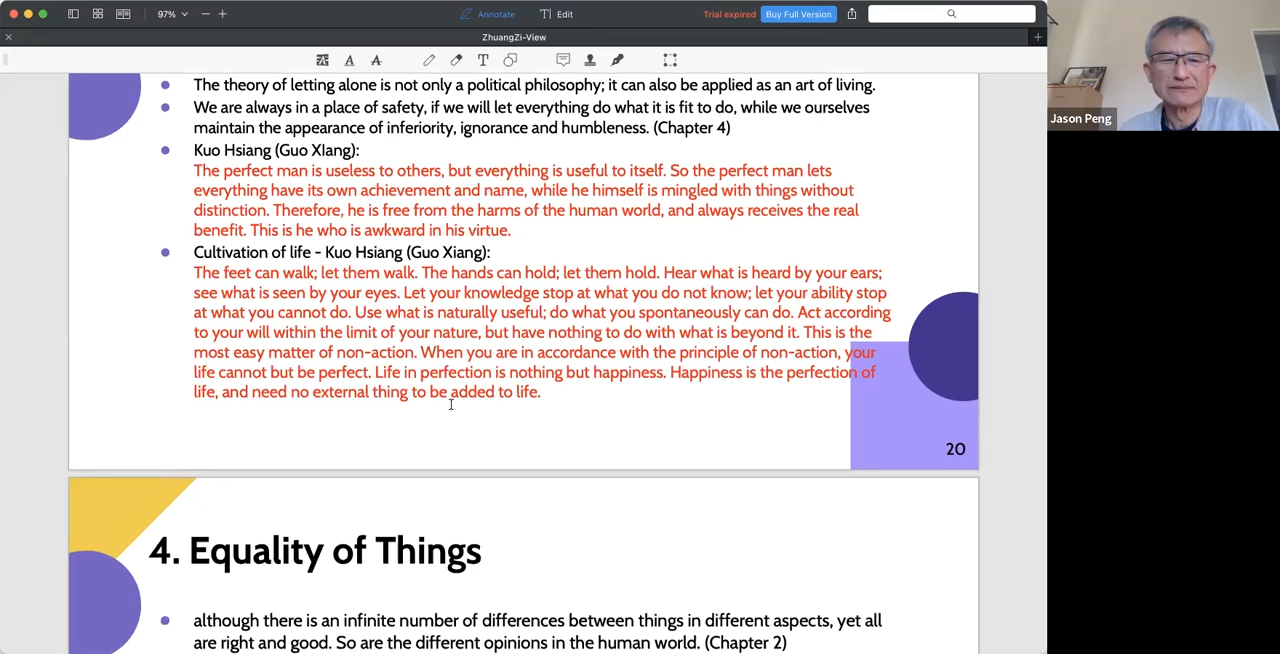 97%
Annotate
Edit
Trial expired
Buy Full Version
ZhuangZi-View
The theory of letting alone is not only a political philosophy; it can also be applied as an art of living.
We are always in a place of safety, if we will let everything do what it is fit to do, while we ourselves
maintain the appearance of inferiority, ignorance and humbleness. (Chapter 4)
Kuo Hsiang (Guo XIang):
The perfect man is useless to others, but everything is useful to itself. So the perfect man lets
everything have its own achievement and name, while he himself is mingled with things without
distinction. Therefore, he is free from the harms of the human world, and always receives the real
benefit. This is he who is awkward in his virtue.
Cultivation of life - Kuo Hsiang (Guo Xiang):
The feet can walk; let them walk. The hands can hold; let them hold. Hear what is heard by your ears;
see what is seen by your eyes. Let your knowledge stop at what you do not know; let your ability stop
at what you cannot do. Use what is naturally useful; do what you spontaneously can do. Act according
to your will within the limit of your nature, but have nothing to do with what is beyond it. This is the
most easy matter of non-action. When you are in accordance with the principle of non-action, your
life cannot but be perfect. Life in perfection is nothing but happiness. Happiness is the perfection of
life, and need no external thing to be added to life.
20
4. Equality of Things
although there is an infinite number of differences between things in different aspects, yet all
are right and good. So are the different opinions in the human world. (Chapter 2)
Jason Peng